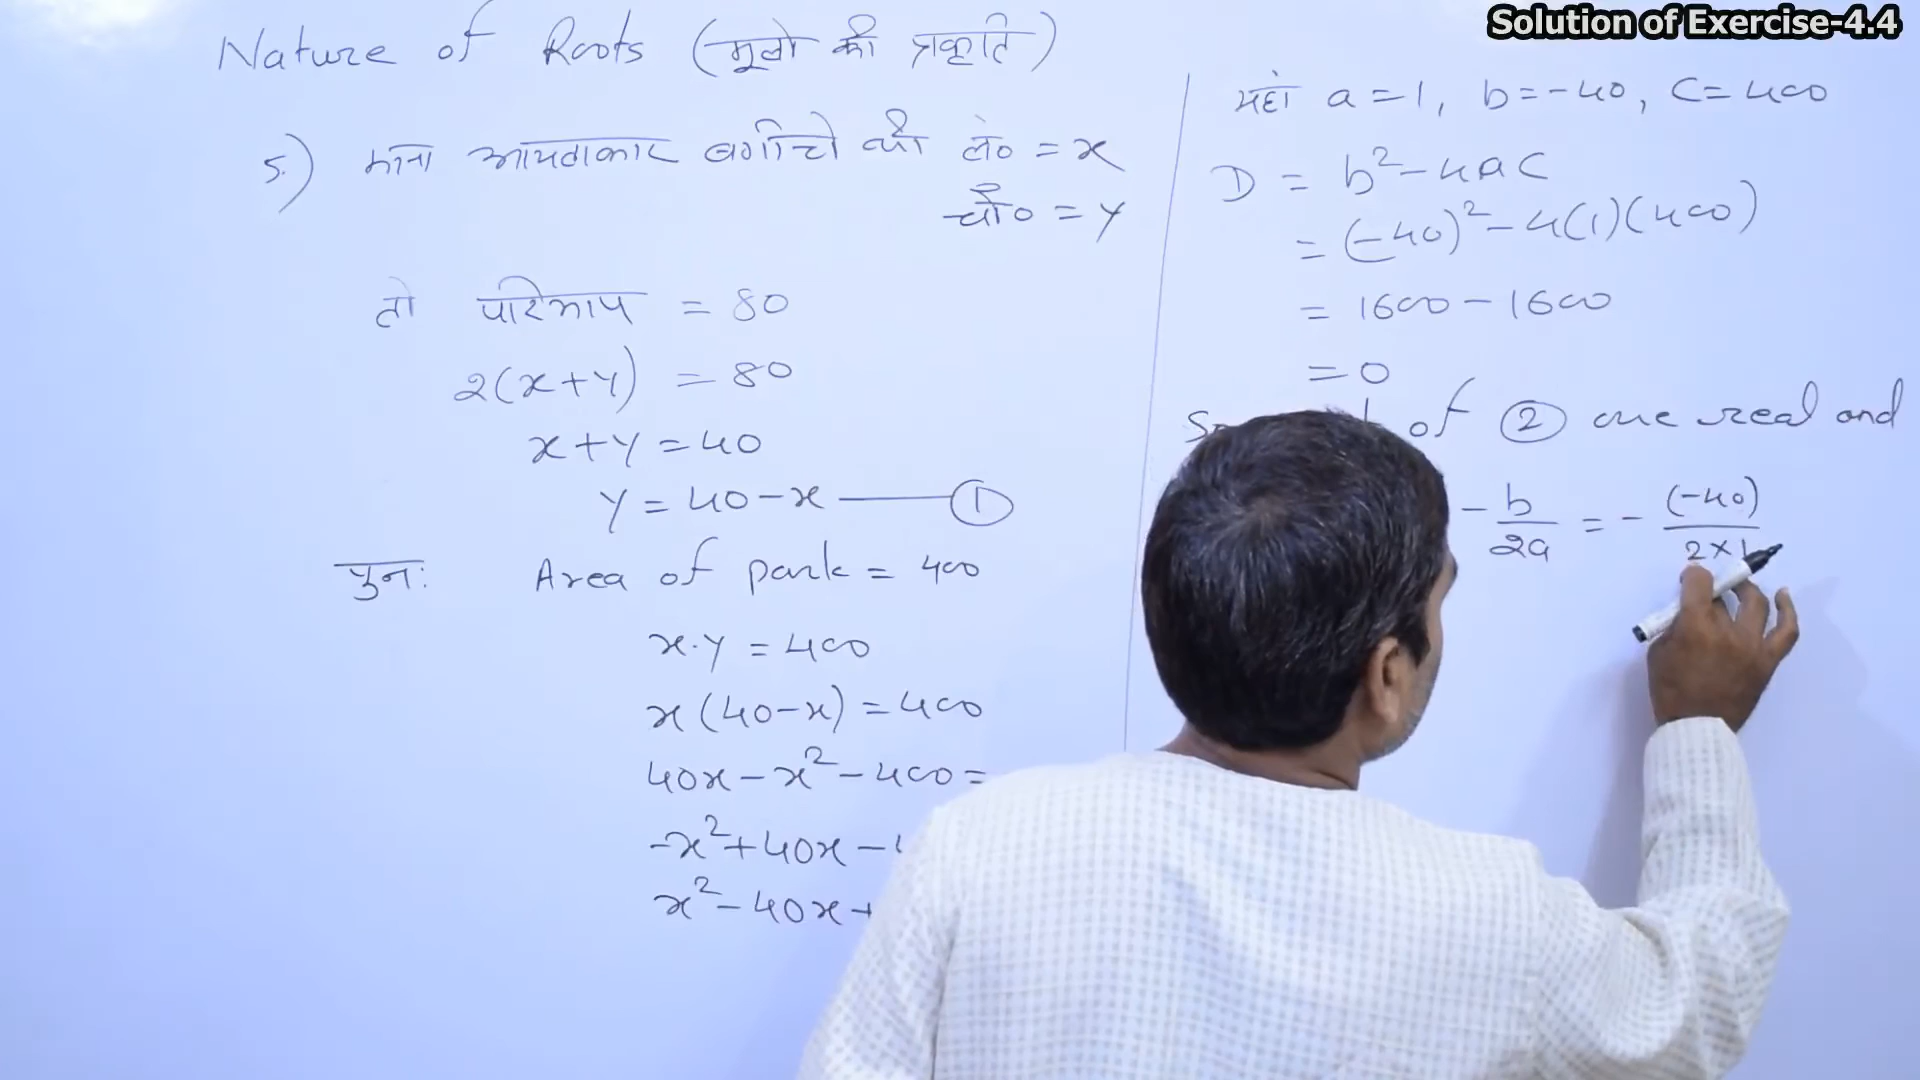 Solution of Exercise-4.4
Nature of Roots (मूलो की प्रकृति)
5.) माना आयताकार बगीचे की लं० = x
चौ० = y
तो परिमाप = 80
2(x+y) = 80
x+y = 40
y = 40-x ——— ①
पुनः Area of park = 400
x.y = 400
x(40-x) = 400
40x-x²-400=
-x²+40x-
x²-40x+
यहां a=1, b=-40, c=400
D = b²-4ac
= (-40)²-4(1)(400)
= 1600-1600
= 0
of ② are real and
-b/2a = -(-40)/2×1